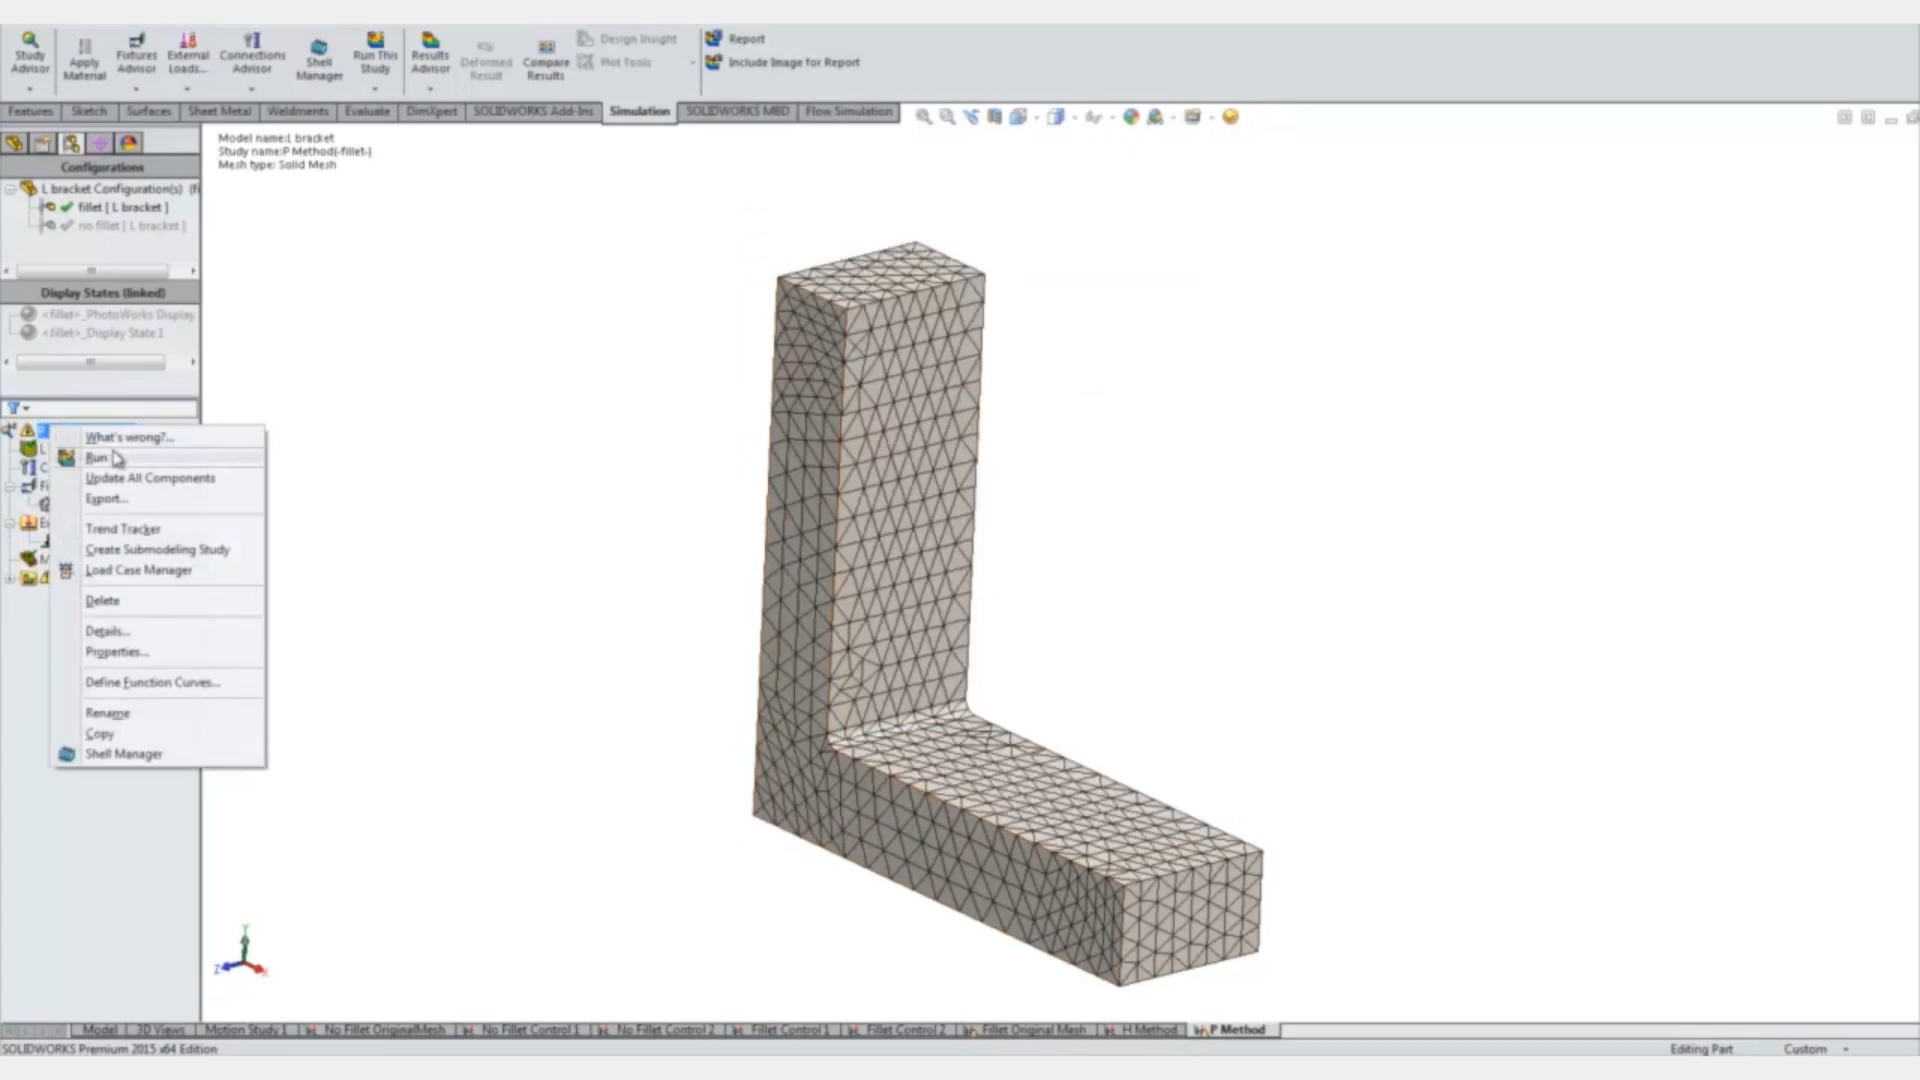 Study Advisor
Apply Material
Fixtures Advisor
External Loads...
Connections Advisor
Shell Manager
Run This Study
Results Advisor
Deformed Result
Compare Results
Design Insight
Plot Tools
Report
Include Image for Report
Features Sketch Surfaces Sheet Metal Weldments Evaluate DimXpert SOLIDWORKS Add-Ins Simulation SOLIDWORKS MBD Flow Simulation
Model name:L bracket
Study name:P Method(-fillet-)
Mesh type: Solid Mesh
Configurations
L bracket Configuration(s) (fi
fillet [ L bracket ]
no fillet [ L bracket ]
Display States (linked)
<fillet>_PhotoWorks Display
<fillet>_Display State 1
What's wrong?...
Run
Update All Components
Export...
Trend Tracker
Create Submodeling Study
Load Case Manager
Delete
Details...
Properties...
Define Function Curves...
Rename
Copy
Shell Manager
L
C
Fi
E
M
Y
Z
X
Model 3D Views Motion Study 1 No Fillet OriginalMesh No Fillet Control 1 No Fillet Control 2 Fillet Control 1 Fillet Control 2 Fillet Original Mesh H Method P Method
SOLIDWORKS Premium 2015 x64 Edition
Editing Part Custom